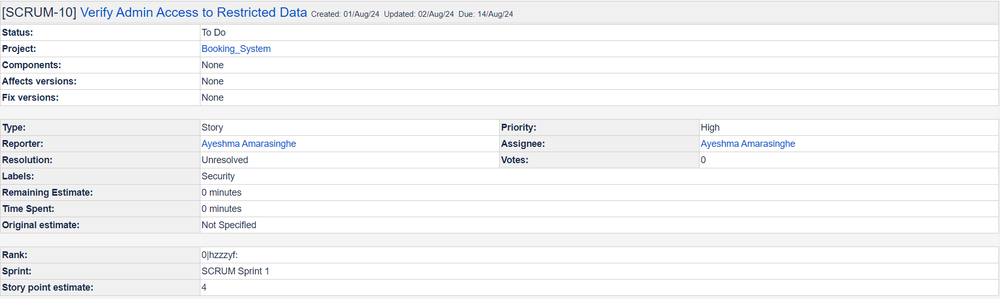 [SCRUM-10] Verify Admin Access to Restricted Data Created: 01/Aug/24 Updated: 02/Aug/24 Due: 14/Aug/24
Status: To Do
Project: Booking_System
Components: None
Affects versions: None
Fix versions: None
Type: Story Priority: High
Reporter: Ayeshma Amarasinghe Assignee: Ayeshma Amarasinghe
Resolution: Unresolved Votes: 0
Labels: Security
Remaining Estimate: 0 minutes
Time Spent: 0 minutes
Original estimate: Not Specified
Rank: 0|hzzzyf:
Sprint: SCRUM Sprint 1
Story point estimate: 4